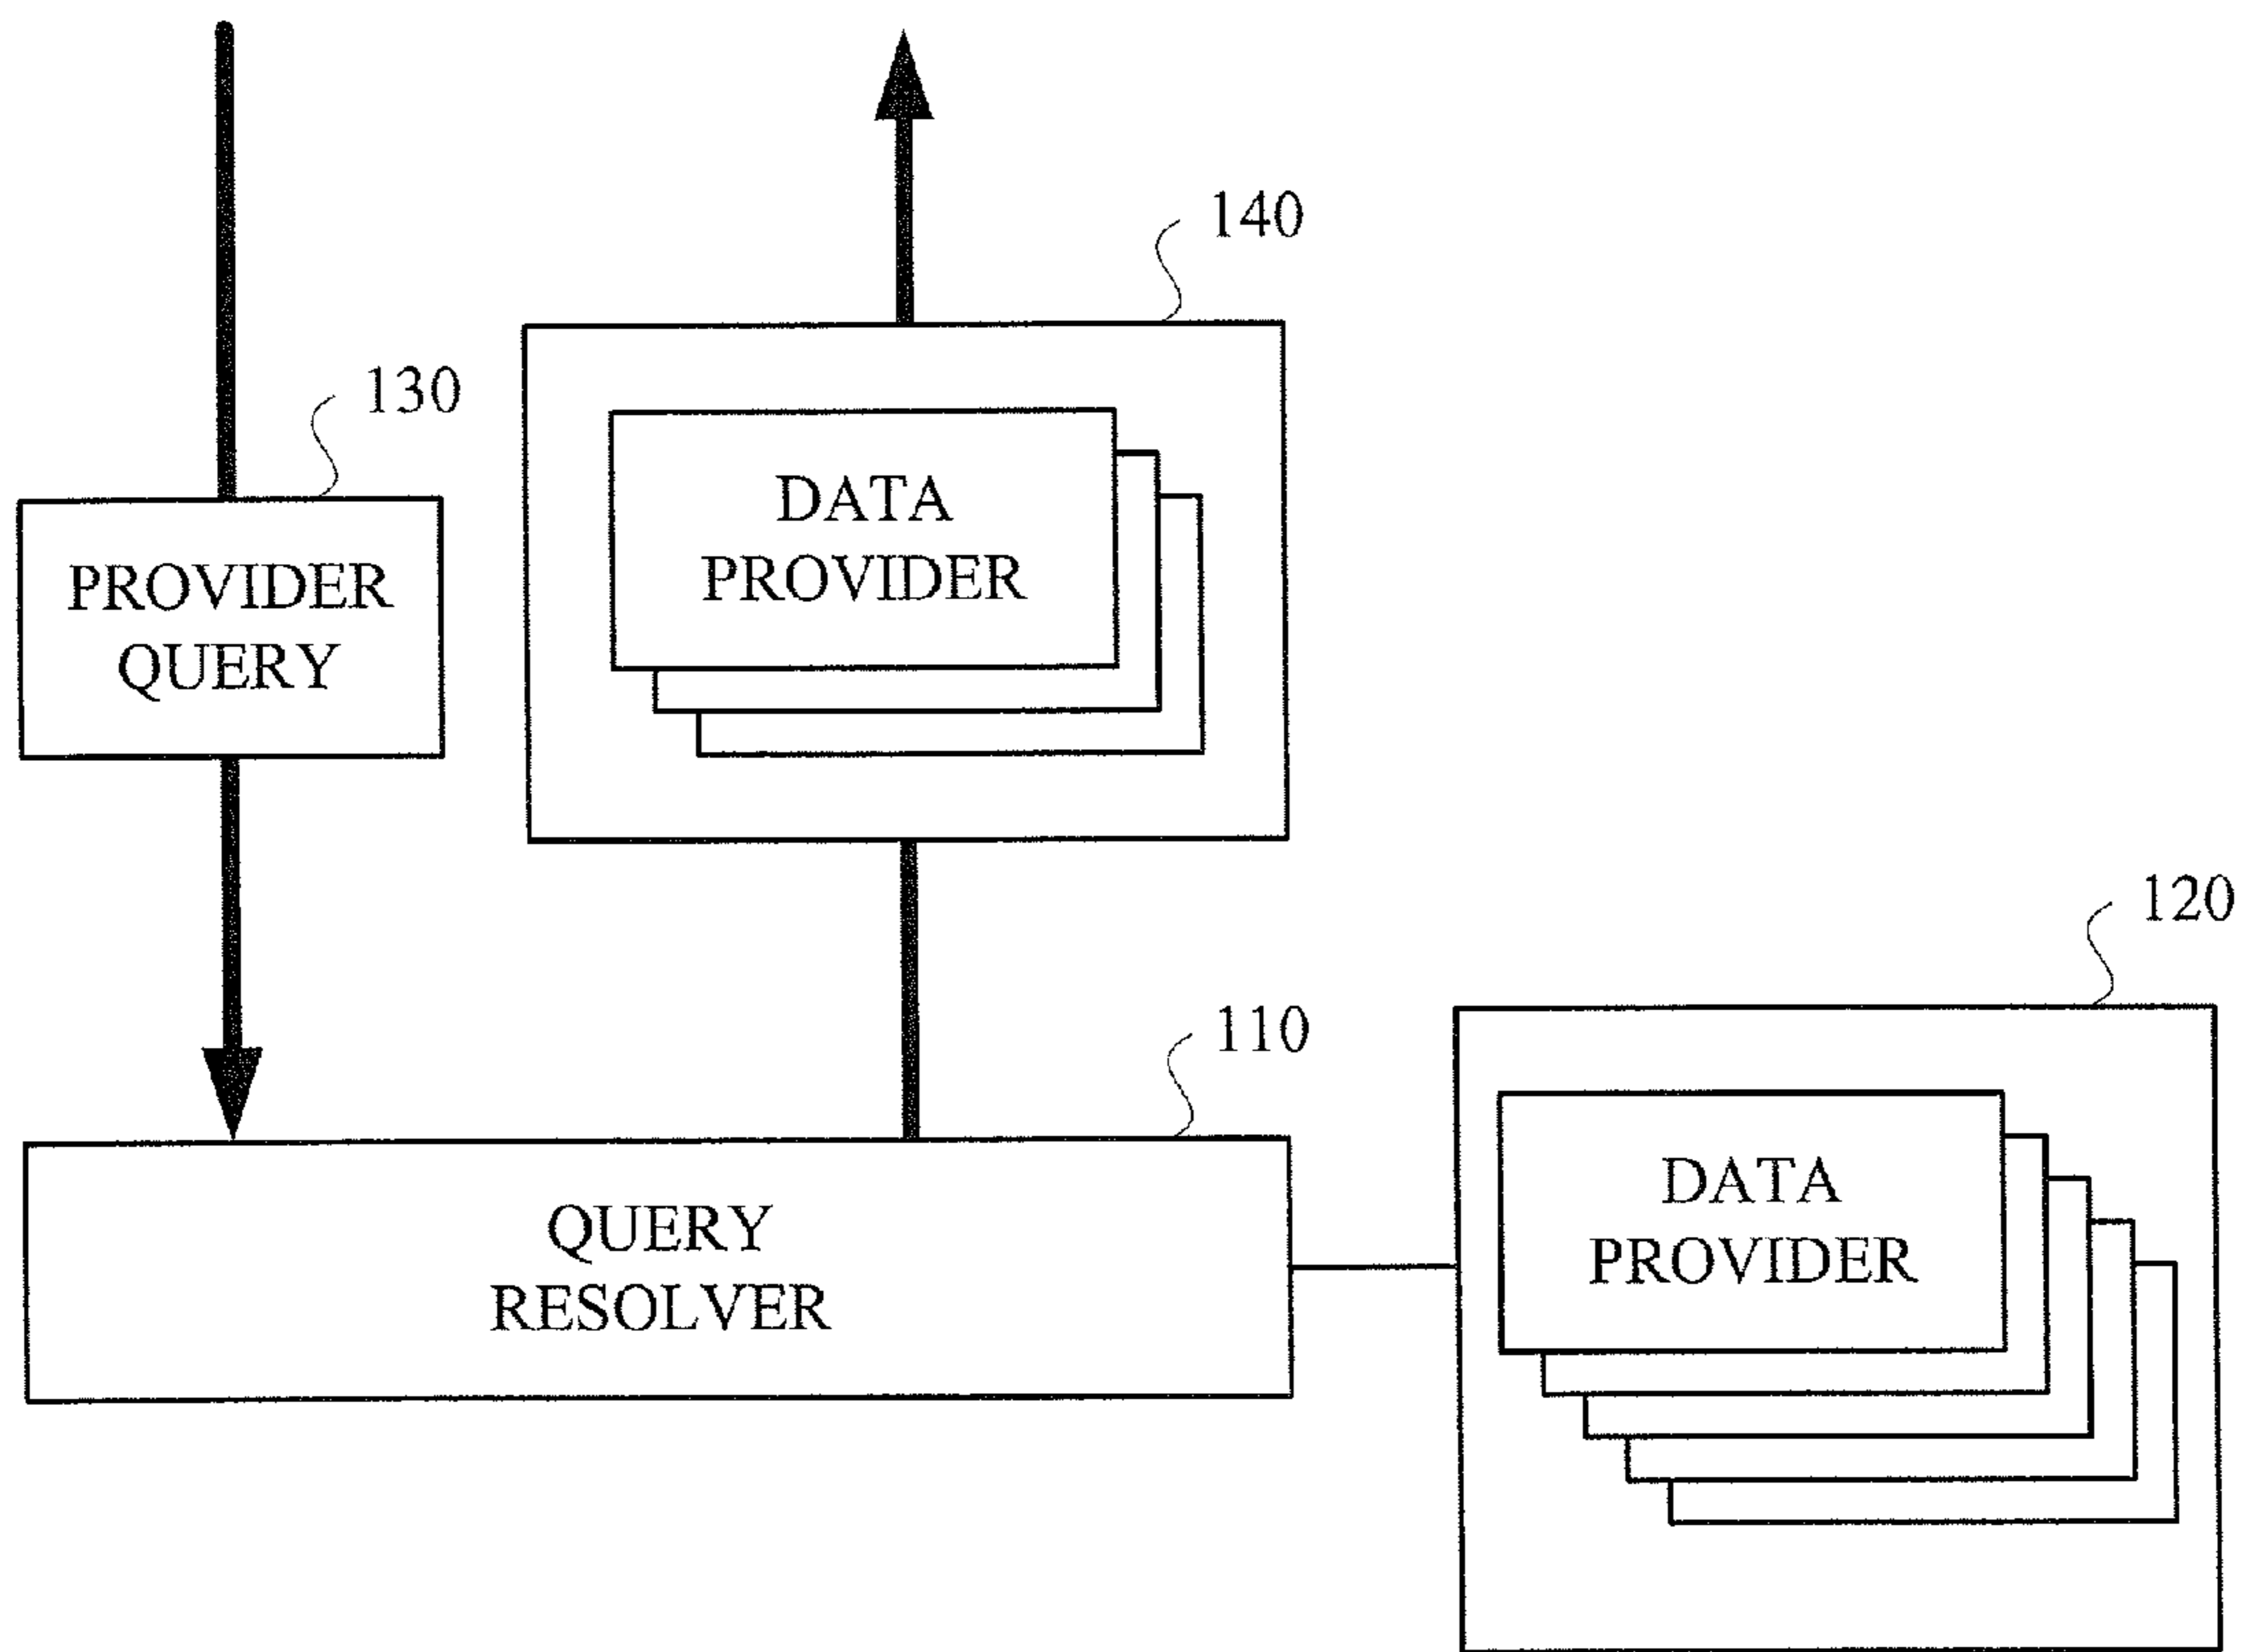 140
130
DATA
PROVIDER
PROVIDER
QUERY
120
110
DATA
PROVIDER
QUERY
RESOLVER